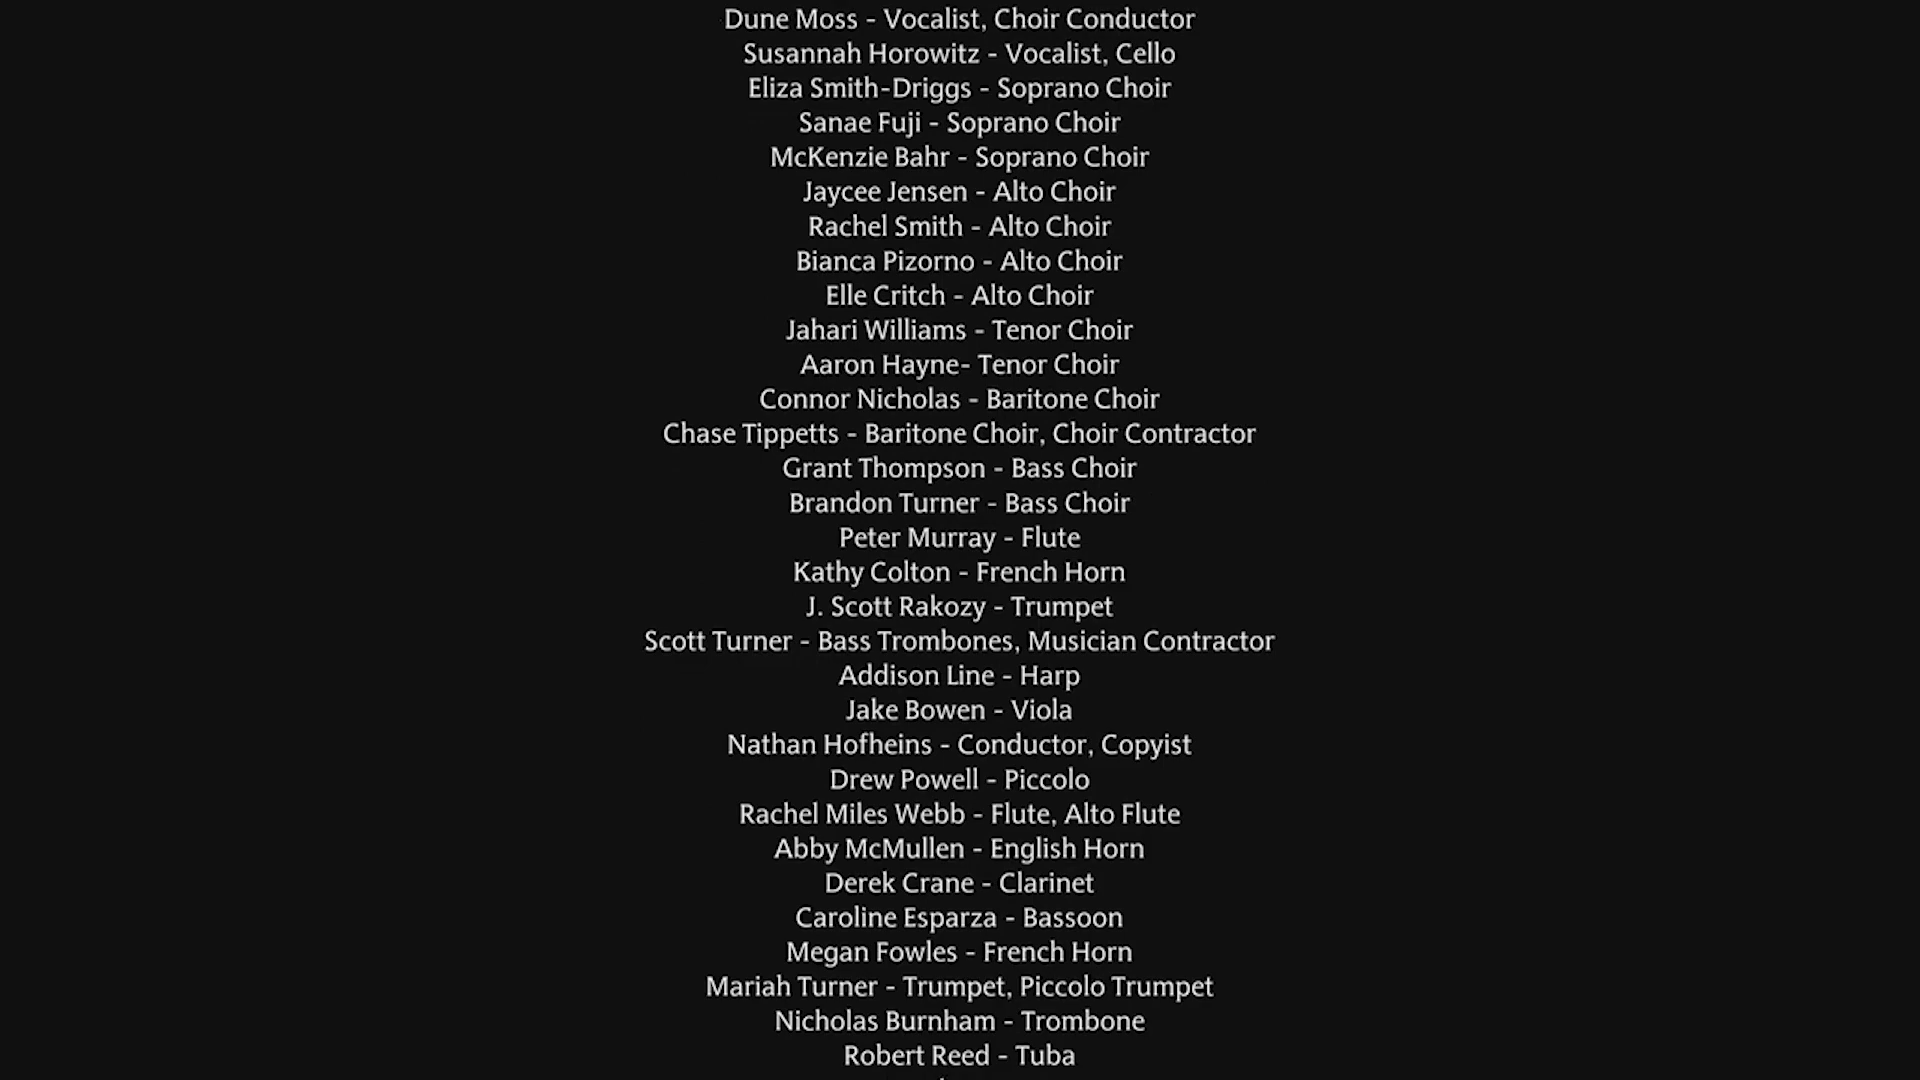 Dune Moss - Vocalist, Choir Conductor
Susannah Horowitz - Vocalist, Cello
Eliza Smith-Driggs - Soprano Choir
Sanae Fuji - Soprano Choir
McKenzie Bahr - Soprano Choir
Jaycee Jensen - Alto Choir
Rachel Smith - Alto Choir
Bianca Pizorno - Alto Choir
Elle Critch - Alto Choir
Jahari Williams - Tenor Choir
Aaron Hayne- Tenor Choir
Connor Nicholas - Baritone Choir
Chase Tippetts - Baritone Choir, Choir Contractor
Grant Thompson - Bass Choir
Brandon Turner - Bass Choir
Peter Murray - Flute
Kathy Colton - French Horn
J. Scott Rakozy - Trumpet
Scott Turner - Bass Trombones, Musician Contractor
Addison Line - Harp
Jake Bowen - Viola
Nathan Hofheins - Conductor, Copyist
Drew Powell - Piccolo
Rachel Miles Webb - Flute, Alto Flute
Abby McMullen - English Horn
Derek Crane - Clarinet
Caroline Esparza - Bassoon
Megan Fowles - French Horn
Mariah Turner - Trumpet, Piccolo Trumpet
Nicholas Burnham - Trombone
Robert Reed - Tuba